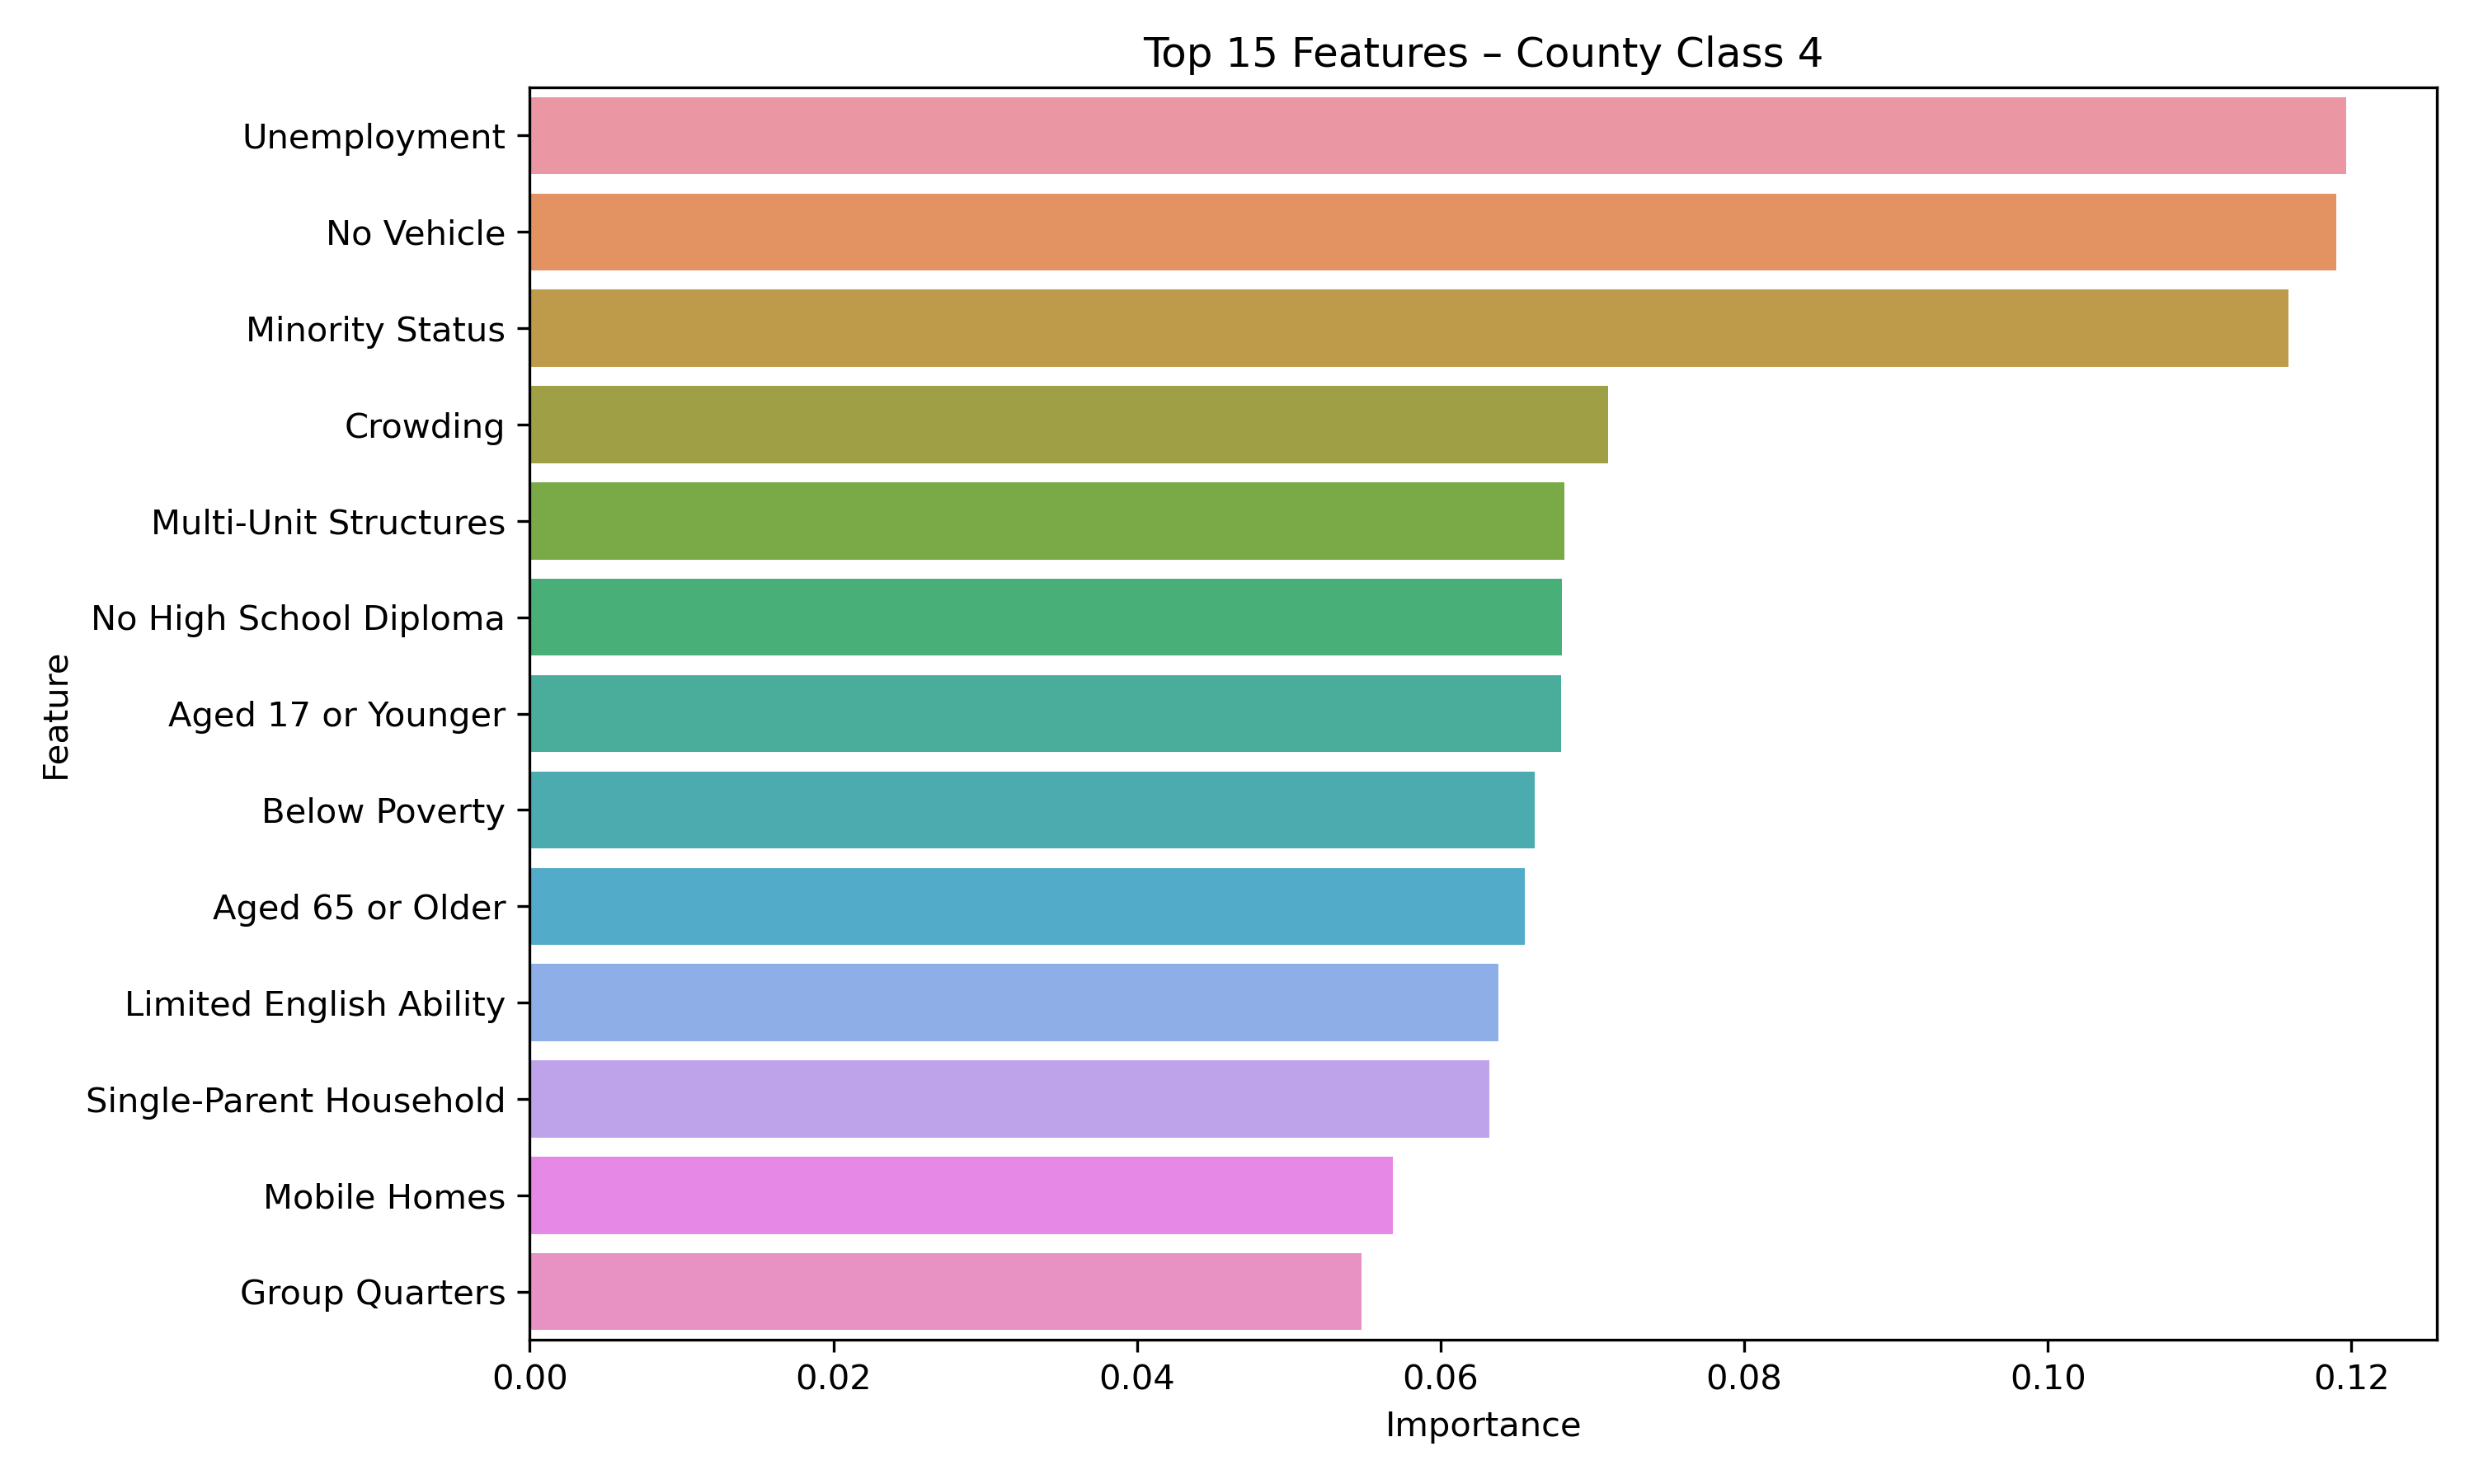 Top 15 Features – County Class 4
Feature
Unemployment
No Vehicle
Minority Status
Crowding
Multi-Unit Structures
No High School Diploma
Aged 17 or Younger
Below Poverty
Aged 65 or Older
Limited English Ability
Single-Parent Household
Mobile Homes
Group Quarters
0.00 0.02 0.04 0.06 0.08 0.10 0.12
Importance